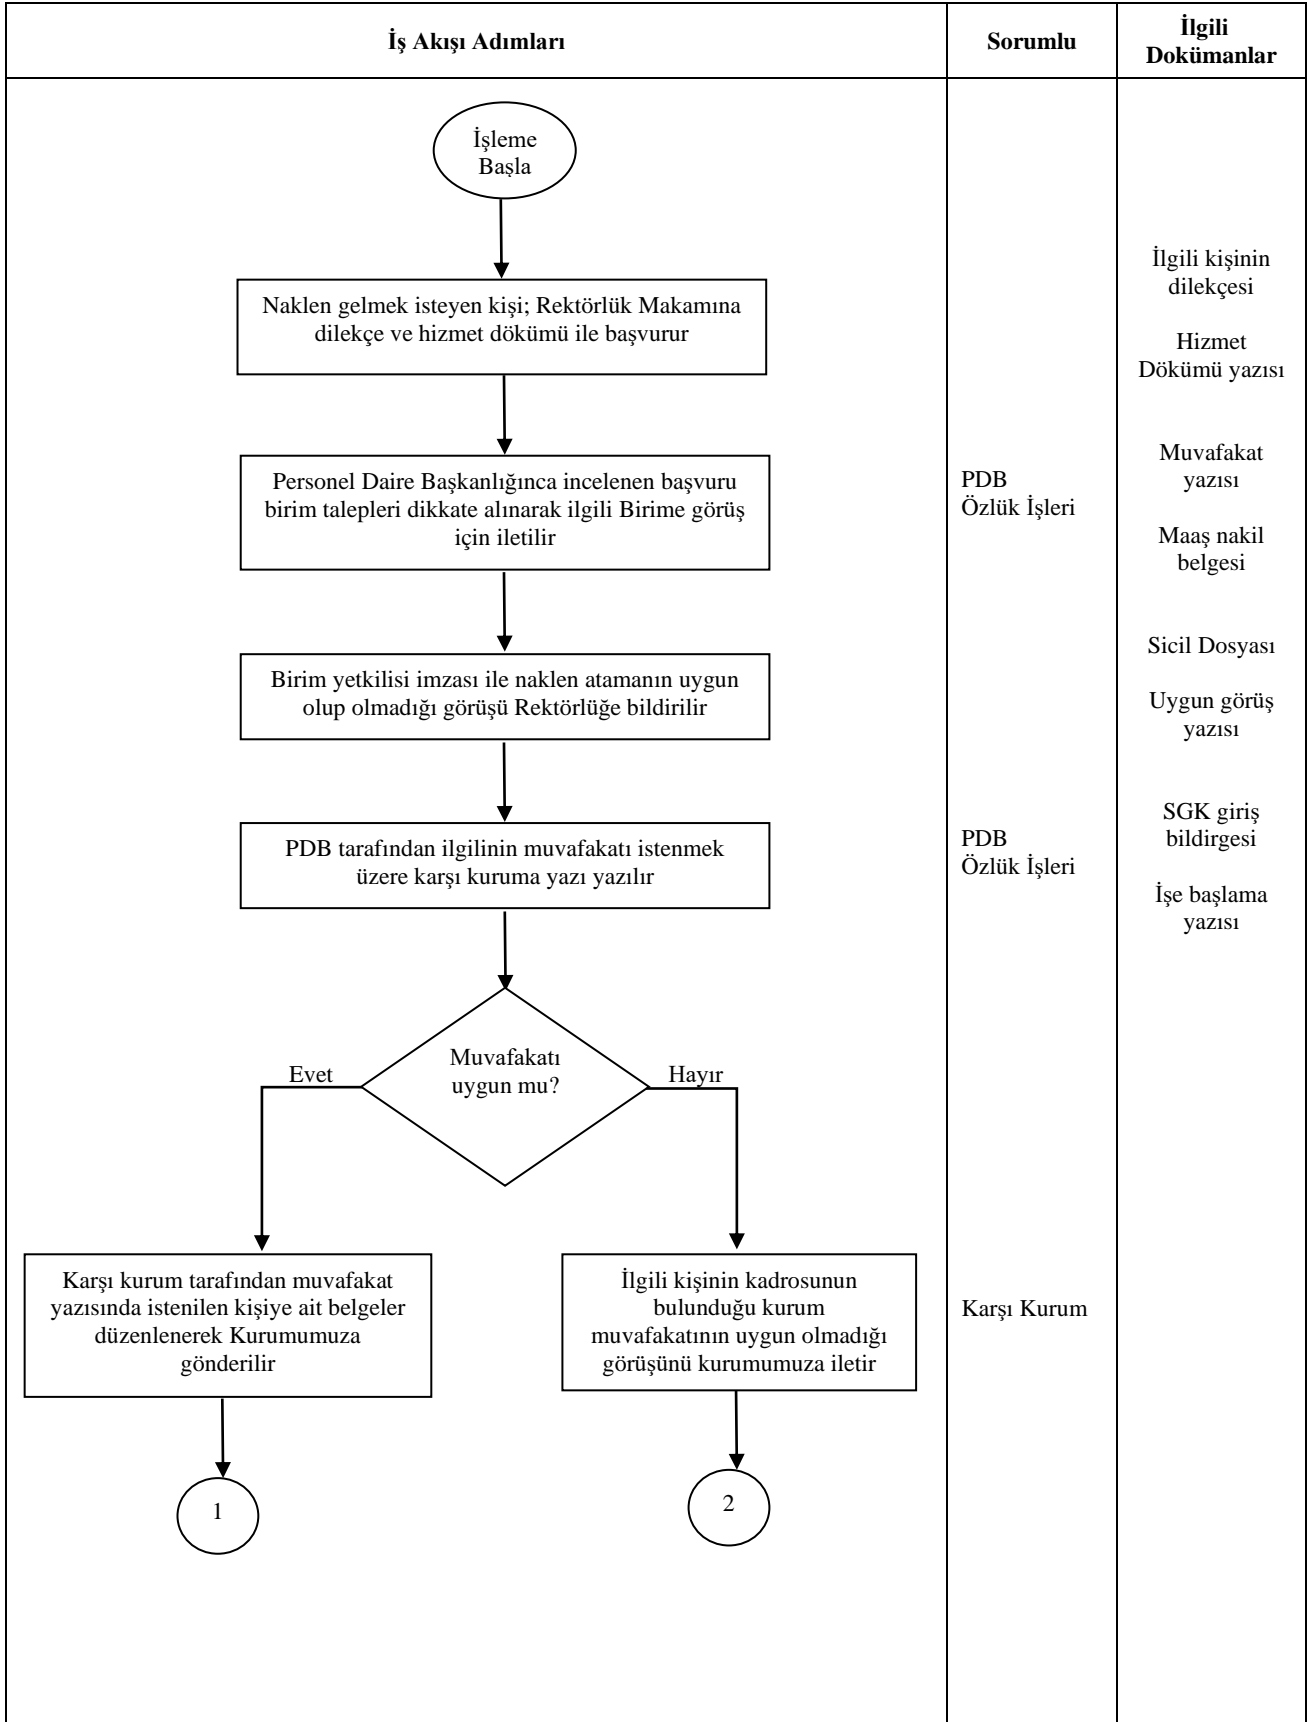 İş Akışı Adımları
Sorumlu
İlgili
Dokümanlar
İşleme
Başla
Naklen gelmek isteyen kişi; Rektörlük Makamına
dilekçe ve hizmet dökümü ile başvurur
Personel Daire Başkanlığınca incelenen başvuru
birim talepleri dikkate alınarak ilgili Birime görüş
için iletilir
Birim yetkilisi imzası ile naklen atamanın uygun
olup olmadığı görüşü Rektörlüğe bildirilir
PDB tarafından ilgilinin muvafakatı istenmek
üzere karşı kuruma yazı yazılır
Muvafakatı
uygun mu?
Evet
Hayır
Karşı kurum tarafından muvafakat
yazısında istenilen kişiye ait belgeler
düzenlenerek Kurumumuza
gönderilir
İlgili kişinin kadrosunun
bulunduğu kurum
muvafakatının uygun olmadığı
görüşünü kurumumuza iletir
1
2
PDB
Özlük İşleri
PDB
Özlük İşleri
Karşı Kurum
İlgili kişinin
dilekçesi
Hizmet
Dökümü yazısı
Muvafakat
yazısı
Maaş nakil
belgesi
Sicil Dosyası
Uygun görüş
yazısı
SGK giriş
bildirgesi
İşe başlama
yazısı